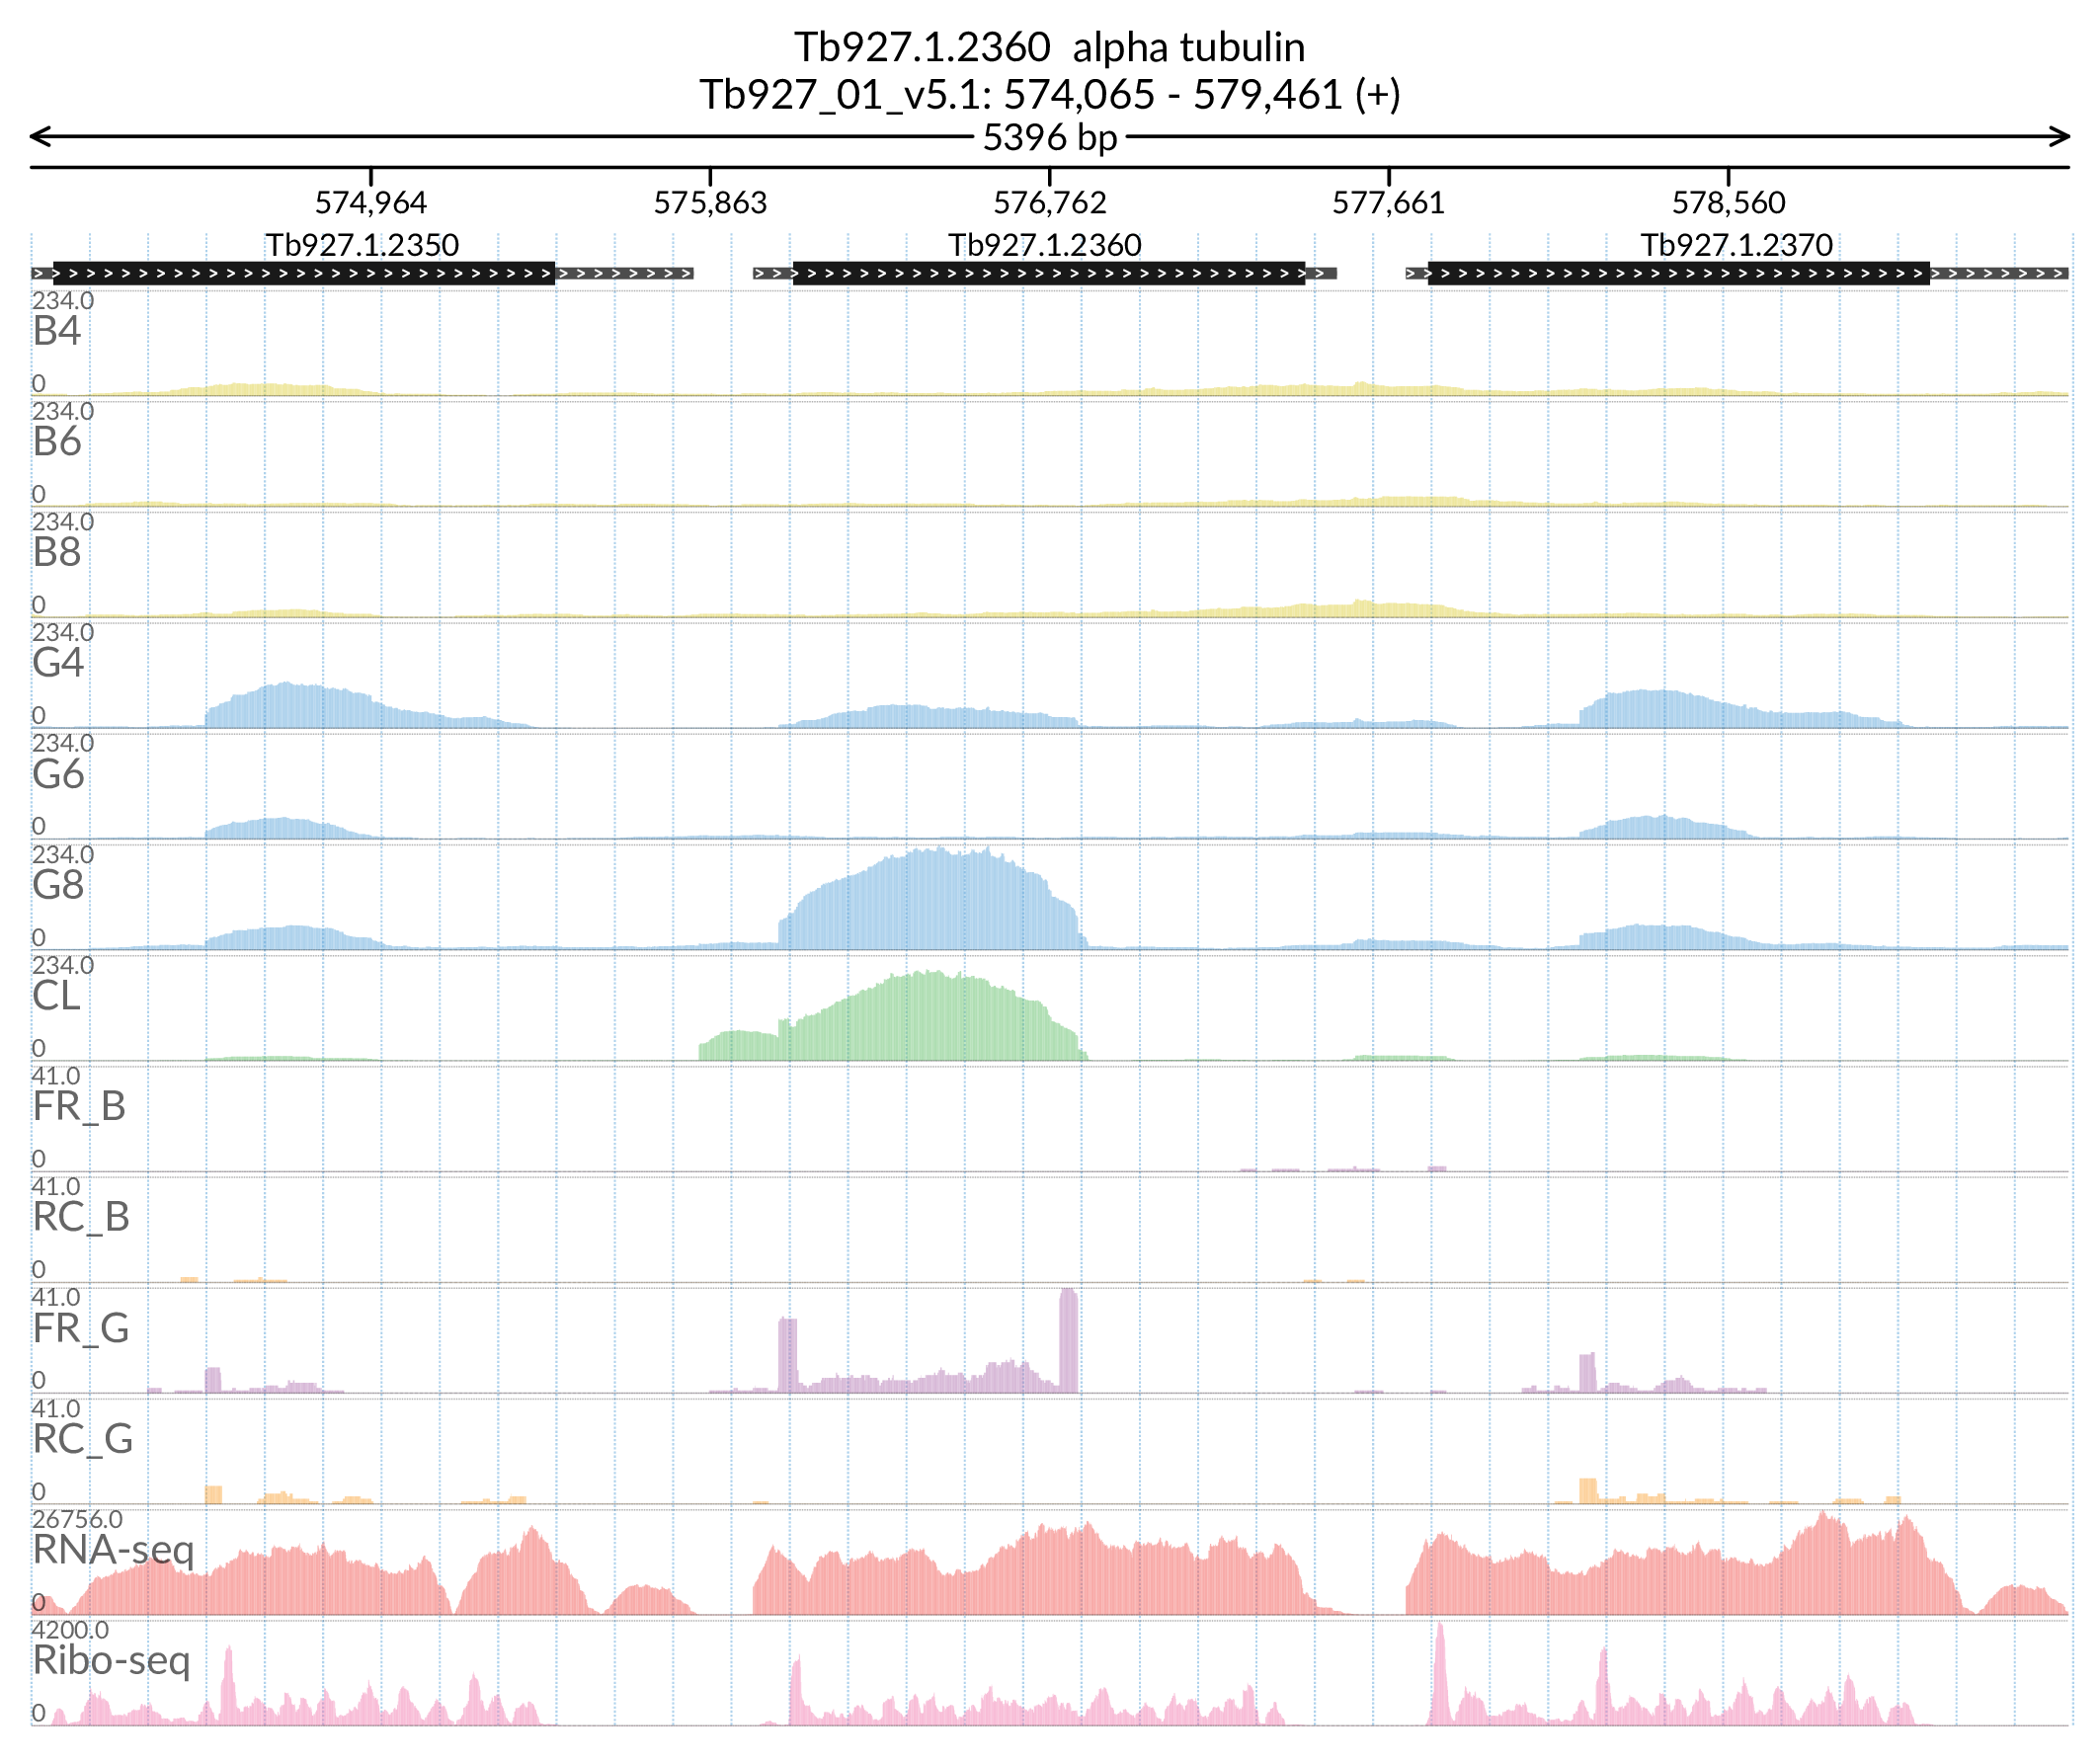 Tb927.1.2360  alpha tubulin
Tb927_01_v5.1: 574,065 - 579,461 (+)
5396 bp
574,964 575,863 576,762 577,661 578,560
Tb927.1.2350 Tb927.1.2360 Tb927.1.2370
234.0
B4
0
234.0
B6
0
234.0
B8
0
234.0
G4
0
234.0
G6
0
234.0
G8
0
234.0
CL
0
41.0
FR_B
0
41.0
RC_B
0
41.0
FR_G
0
41.0
RC_G
0
26756.0
RNA-seq
0
4200.0
Ribo-seq
0